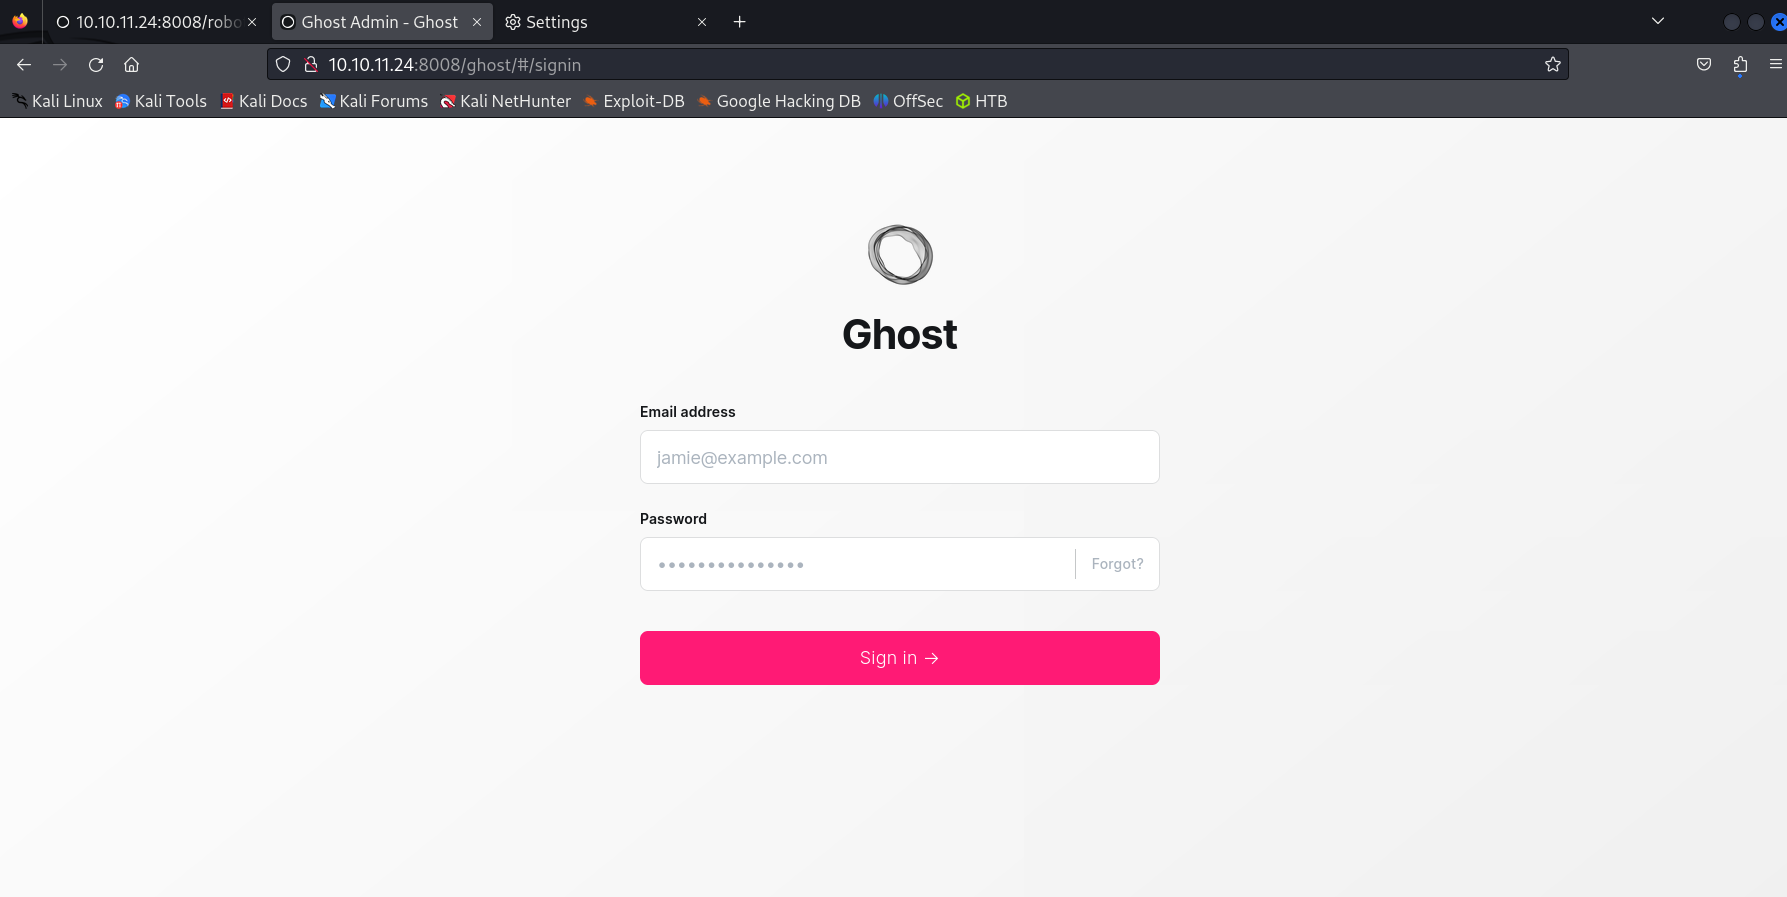 10.10.11.24:8008/robo
Ghost Admin - Ghost
Settings
10.10.11.24:8008/ghost/#/signin
Kali Linux Kali Tools Kali Docs Kali Forums Kali NetHunter Exploit-DB Google Hacking DB OffSec HTB
Ghost
Email address
jamie@example.com
Password
•••••••••••••••
Forgot?
Sign in →